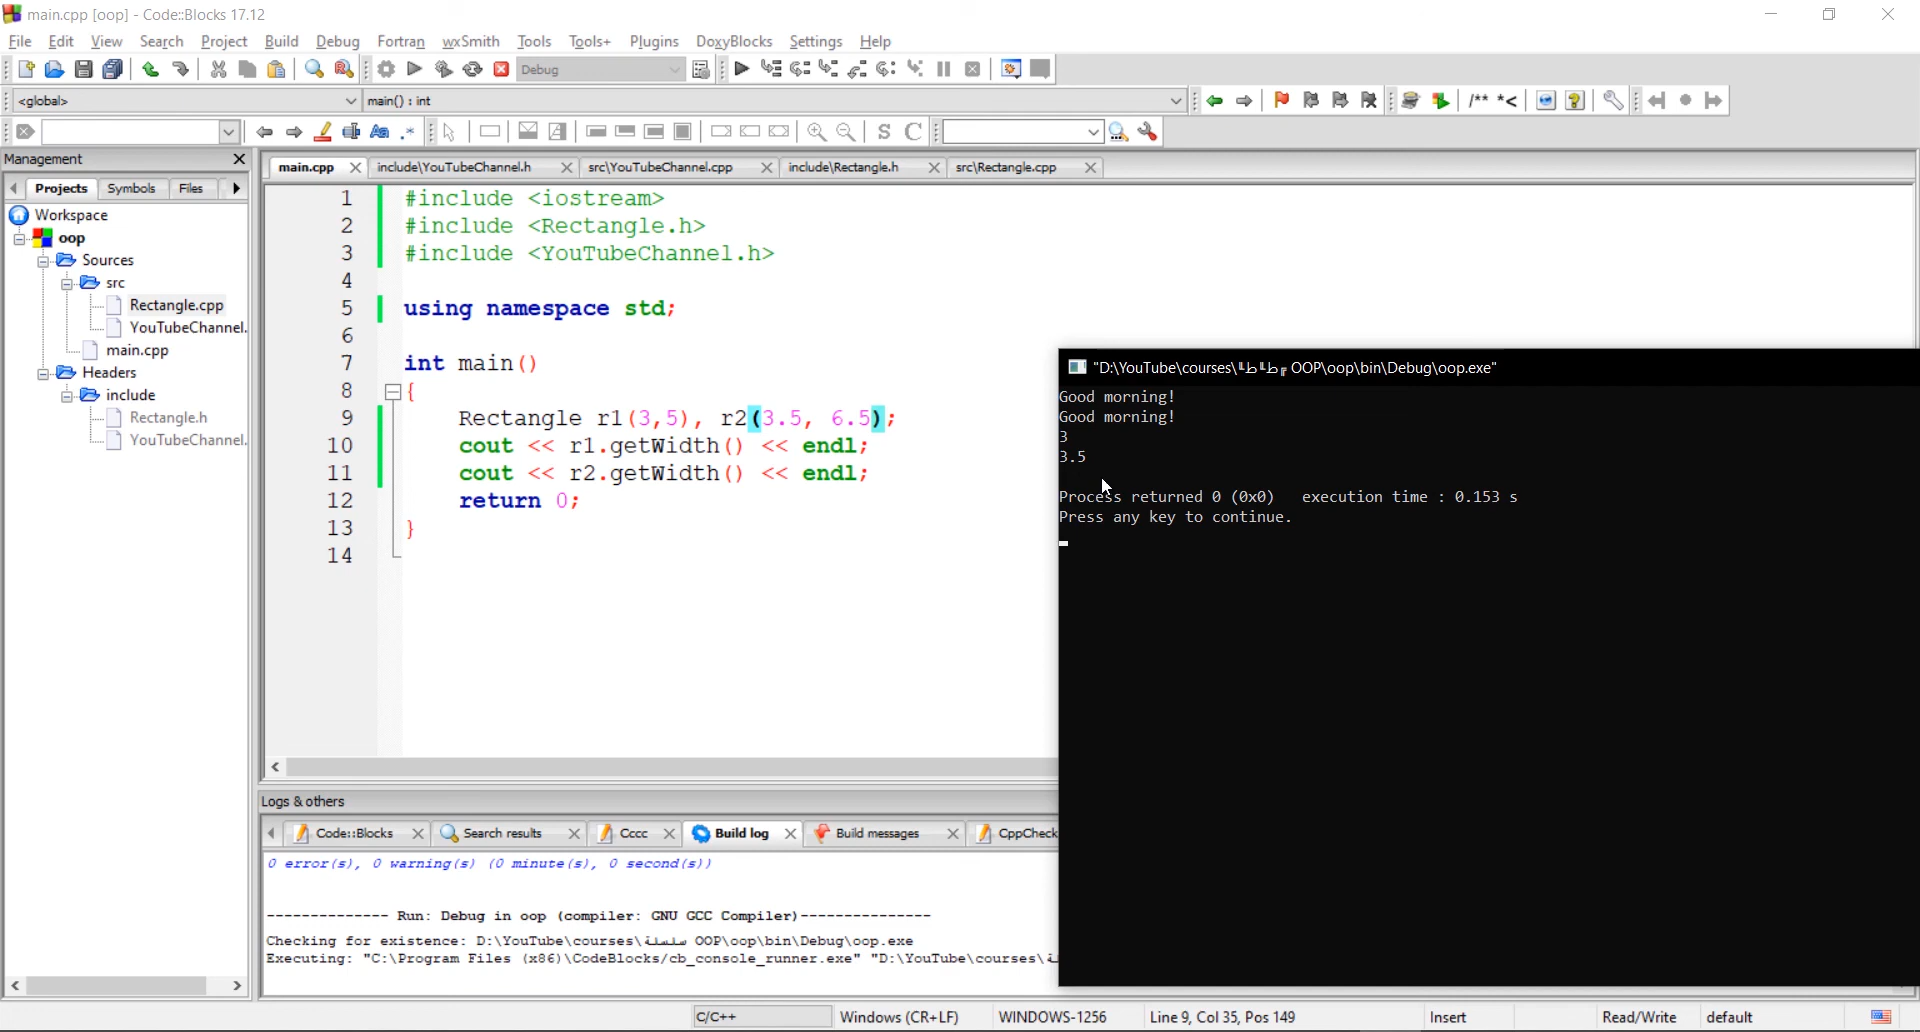 main.cpp [oop] - Code::Blocks 17.12
File Edit View Search Project Build Debug Fortran wxSmith Tools Tools+ Plugins DoxyBlocks Settings Help
Debug
<global> main() : int
/** *<
Aa .* S C
Management
Projects Symbols Files
main.cpp include\YouTubeChannel.h src\YouTubeChannel.cpp include\Rectangle.h src\Rectangle.cpp
Workspace
oop
Sources
src
Rectangle.cpp
YouTubeChannel.
main.cpp
Headers
include
Rectangle.h
YouTubeChannel.
1 #include <iostream>
2 #include <Rectangle.h>
3 #include <YouTubeChannel.h>
4
5 using namespace std;
6
7 int main()
8 {
9 Rectangle r1(3,5), r2(3.5, 6.5);
10 cout << r1.getWidth() << endl;
11 cout << r2.getWidth() << endl;
12 return 0;
13 }
14
OOP\oop\bin\Debug\oop.exe"
"D:\YouTube\courses\
Good morning!
Good morning!
3
3.5
Process returned 0 (0x0) execution time : 0.153 s
Press any key to continue.
Logs & others
Code::Blocks Search results Cccc Build log Build messages CppCheck
0 error(s), 0 warning(s) (0 minute(s), 0 second(s))
-------------- Run: Debug in oop (compiler: GNU GCC Compiler)---------------
Checking for existence: D:\YouTube\courses\سلسلة OOP\oop\bin\Debug\oop.exe
Executing: "C:\Program Files (x86)\CodeBlocks/cb_console_runner.exe" "D:\YouTube\courses\
C/C++ Windows (CR+LF) WINDOWS-1256 Line 9, Col 35, Pos 149 Insert Read/Write default